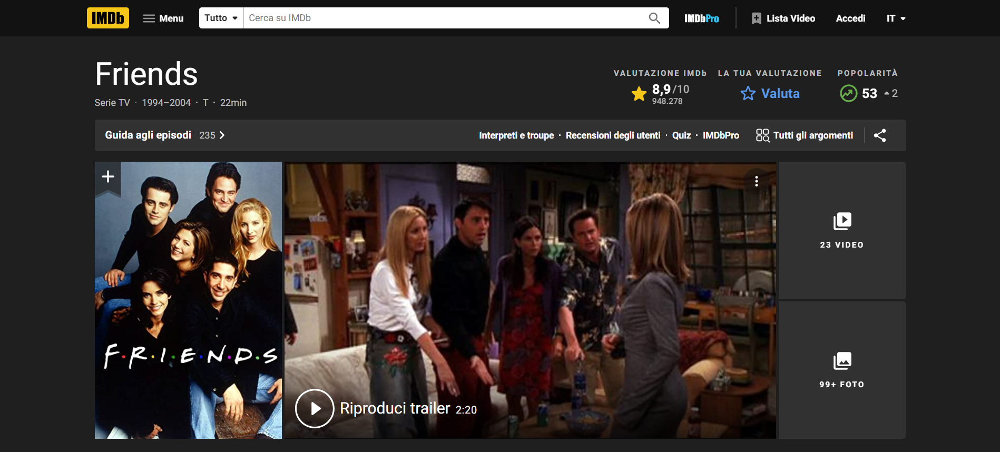 IMDb
Menu
Tutto
Cerca su IMDb
IMDbPro
Lista Video
Accedi
IT
Friends
Serie TV · 1994–2004 · T · 22min
VALUTAZIONE IMDb
8,9/10
948.278
LA TUA VALUTAZIONE
Valuta
POPOLARITÀ
53
2
Guida agli episodi 235
Interpreti e troupe · Recensioni degli utenti · Quiz · IMDbPro
Tutti gli argomenti
F·R·I·E·N·D·S
Riproduci trailer 2:20
23 VIDEO
99+ FOTO